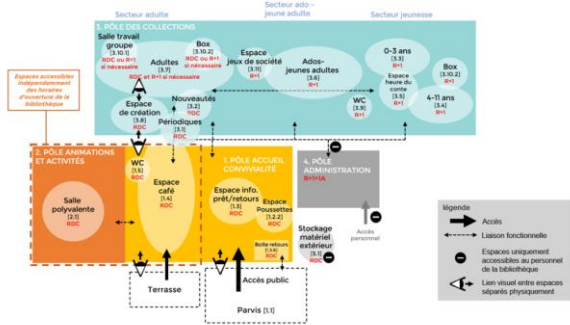 Secteur adulte
Secteur ado -
jeune adulte
Secteur jeunesse
3. PÔLE DES COLLECTIONS
Salle travail
groupe
[3.10.1]
RDC ou R+1
si nécessaire
Adultes
[3.7]
RDC et R+1 si nécessaire
Box
[3.10.2]
RDC ou R+1
si nécessaire
Espace
jeux de société
[3.11]
R+1
Ados-
jeunes adultes
[3.6]
R+1
0-3 ans
[3.3]
R+1
Espace
heure du
conte
[3.5]
R+1
Box
[3.10.2]
R+1
4-11 ans
[3.4]
R+1
WC
[3.9]
R+1
Espaces accessibles
indépendamment
des horaires
d'ouverture de la
bibliothèque
Espace
de création
[3.8]
RDC
Nouveautés
[3.2]
RDC
Périodiques
[3.1]
RDC
2. PÔLE ANIMATIONS
ET ACTIVITÉS
WC
[1.5]
RDC
Espace
café
[1.4]
RDC
Salle
polyvalente
[2.1]
RDC
1. PÔLE ACCUEIL
CONVIVIALITÉ
Espace info.
prêt/retours
[1.3]
RDC
Espace
Poussettes
[1.2.2]
RDC
Boite retours
RDC
4. PÔLE
ADMINISTRATION
R+1+1A
Accès
personnel
Stockage
matériel
extérieur
[5.1]
RDC
Terrasse
Accès public
Parvis [1.1]
légende
Accès
Liaison fonctionnelle
Espaces uniquement
accessibles au personnel
de la bibliothèque
Lien visuel entre espaces
séparés physiquement